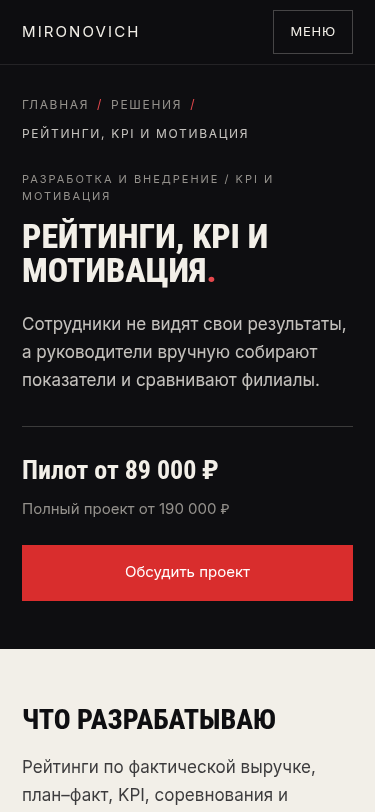 MIRONOVICH
МЕНЮ
ГЛАВНАЯ / РЕШЕНИЯ /
РЕЙТИНГИ, KPI И МОТИВАЦИЯ
РАЗРАБОТКА И ВНЕДРЕНИЕ / KPI И
МОТИВАЦИЯ
РЕЙТИНГИ, KPI И
МОТИВАЦИЯ.
Сотрудники не видят свои результаты,
а руководители вручную собирают
показатели и сравнивают филиалы.
Пилот от 89 000 ₽
Полный проект от 190 000 ₽
Обсудить проект
ЧТО РАЗРАБАТЫВАЮ
Рейтинги по фактической выручке,
план–факт, KPI, соревнования и